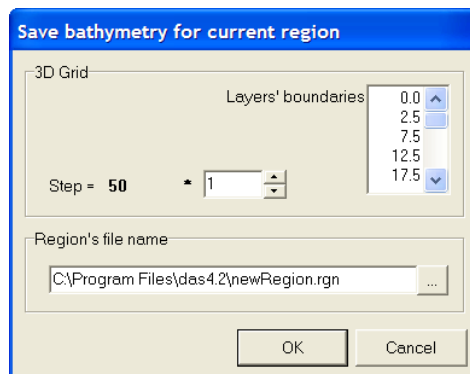 Save bathymetry for current region
3D Grid
Layers' boundaries
0.0
2.5
7.5
12.5
17.5
Step = 50 * 1
Region's file name
C:\Program Files\das4.2\newRegion.rgn
...
OK
Cancel